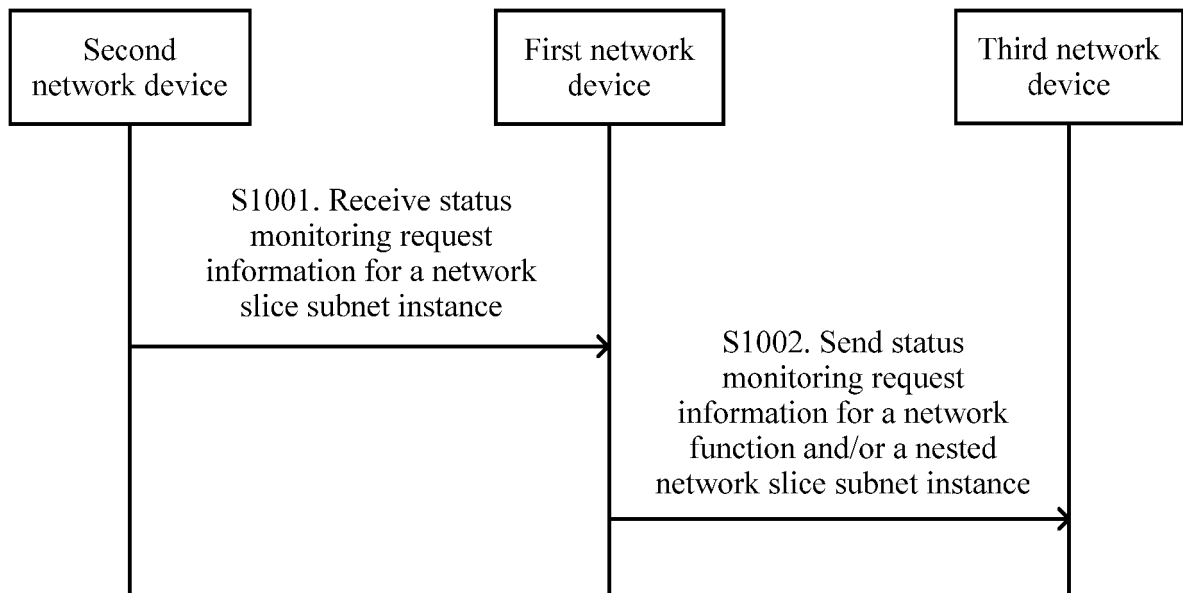 Second
network device
First network
device
Third network
device
S1001. Receive status
monitoring request
information for a network
slice subnet instance
S1002. Send status
monitoring request
information for a network
function and/or a nested
network slice subnet instance